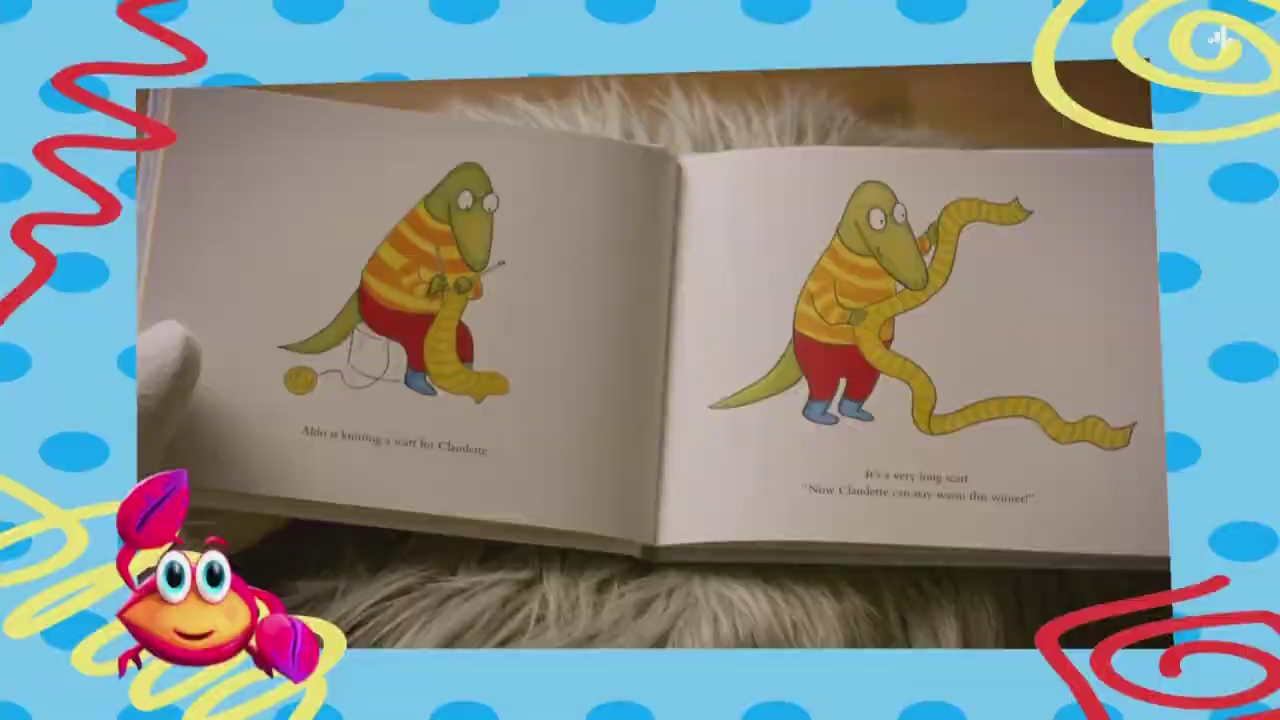 Aldo is knitting a scarf for Claudette.
It's a very long scarf.
"Now Claudette can stay warm this winter!"